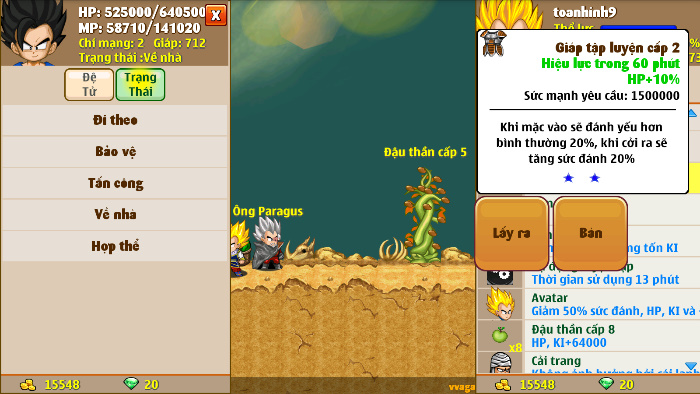 HP: 525000/640500
MP: 58710/141020
Chí mạng: 2 Giáp: 712
Trạng thái :Về nhà
X
Đệ
Tử
Trạng
Thái
Đi theo
Bảo vệ
Tấn công
Về nhà
Hợp thể
15548
20
Đậu thần cấp 5
Ông Paragus
toanhinh9
Giáp tập luyện cấp 2
Hiệu lực trong 60 phút
HP+10%
Sức mạnh yêu cầu: 1500000
Khi mặc vào sẽ đánh yếu hơn
bình thường 20%, khi cởi ra sẽ
tăng sức đánh 20%
Lấy ra
Bán
tốn KI
Thời gian sử dụng 13 phút
Avatar
Giảm 50% sức đánh, HP, KI và
Đậu thần cấp 8
HP, KI+64000
x8
Cải trang
15548
20